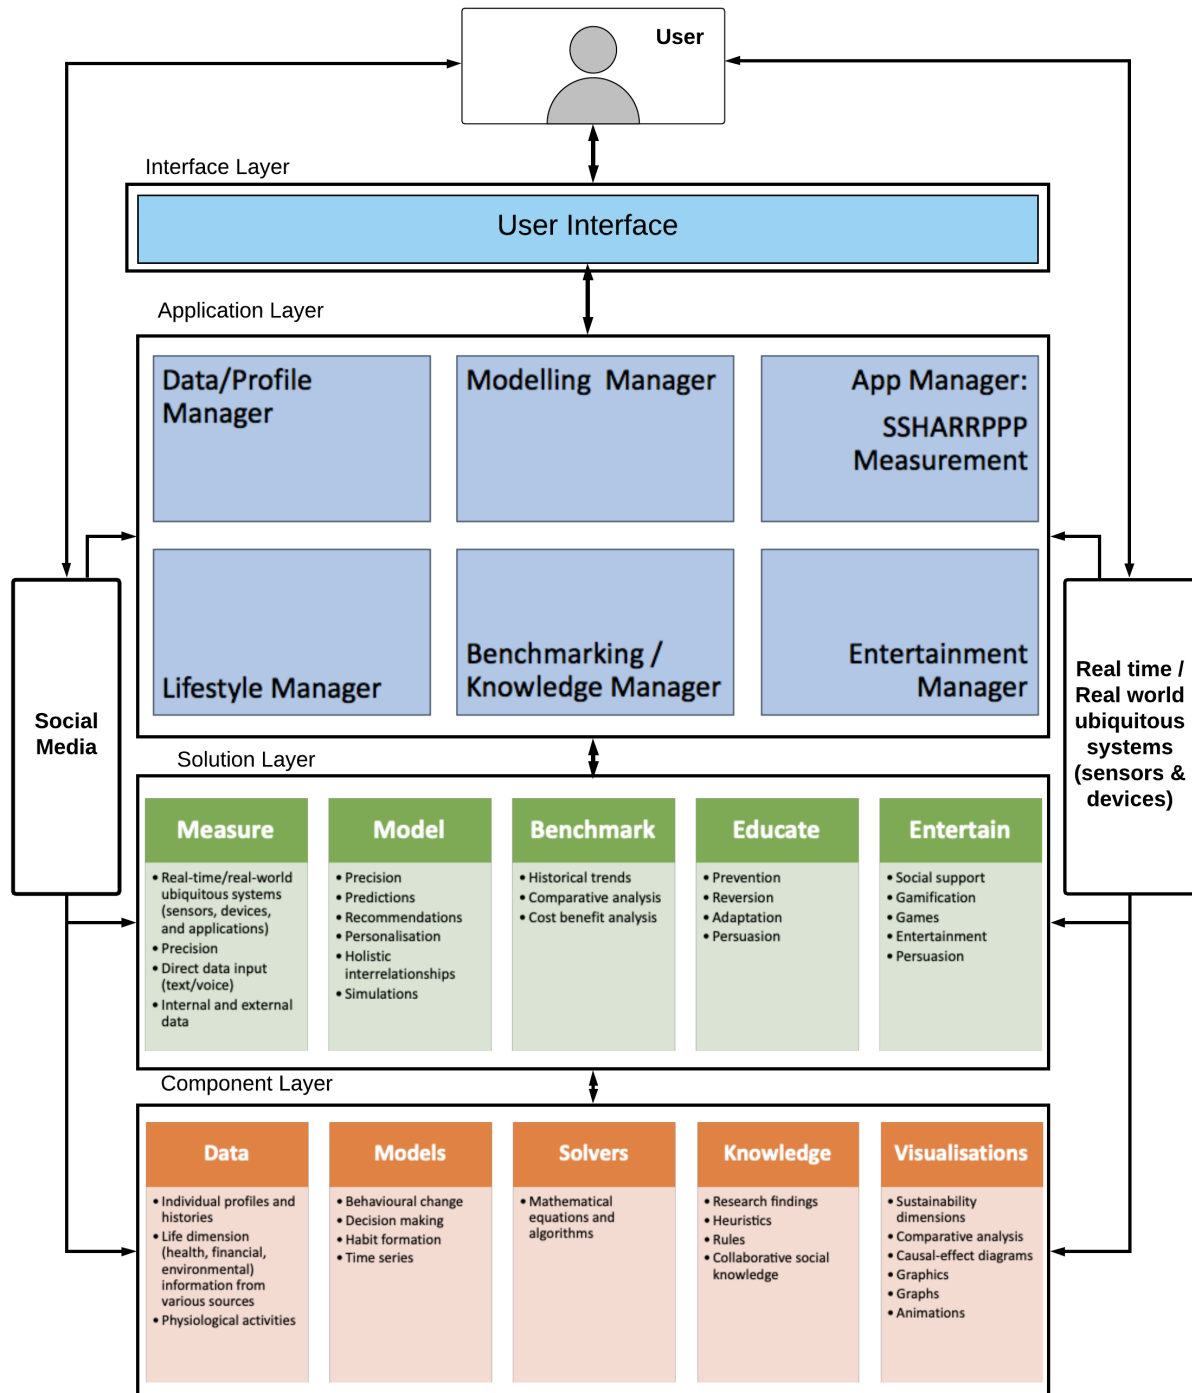 User
Interface Layer
User Interface
Application Layer
Data/Profile
Manager
Modelling Manager
App Manager:
SSHARRPPP
Measurement
Lifestyle Manager
Benchmarking /
Knowledge Manager
Entertainment
Manager
Social
Media
Real time /
Real world
ubiquitous
systems
(sensors &
devices)
Solution Layer
Measure
• Real-time/real-world
ubiquitous systems
(sensors, devices,
and applications)
• Precision
• Direct data input
(text/voice)
• Internal and external
data
Model
• Precision
• Predictions
• Recommendations
• Personalisation
• Holistic
interrelationships
• Simulations
Benchmark
• Historical trends
• Comparative analysis
• Cost benefit analysis
Educate
• Prevention
• Reversion
• Adaptation
• Persuasion
Entertain
• Social support
• Gamification
• Games
• Entertainment
• Persuasion
Component Layer
Data
• Individual profiles and
histories
• Life dimension
(health, financial,
environmental)
information from
various sources
• Physiological activities
Models
• Behavioural change
• Decision making
• Habit formation
• Time series
Solvers
• Mathematical
equations and
algorithms
Knowledge
• Research findings
• Heuristics
• Rules
• Collaborative social
knowledge
Visualisations
• Sustainability
dimensions
• Comparative analysis
• Causal-effect diagrams
• Graphics
• Graphs
• Animations